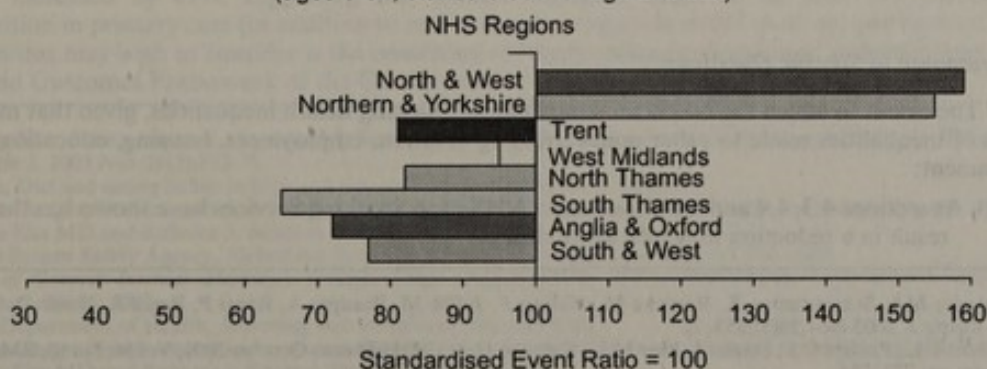 NHS Regions
North & West
Northern & Yorkshire
Trent
West Midlands
North Thames
South Thames
Anglia & Oxford
South & West
30 40 50 60 70 80 90 100 110 120 130 140 150 160
Standardised Event Ratio = 100